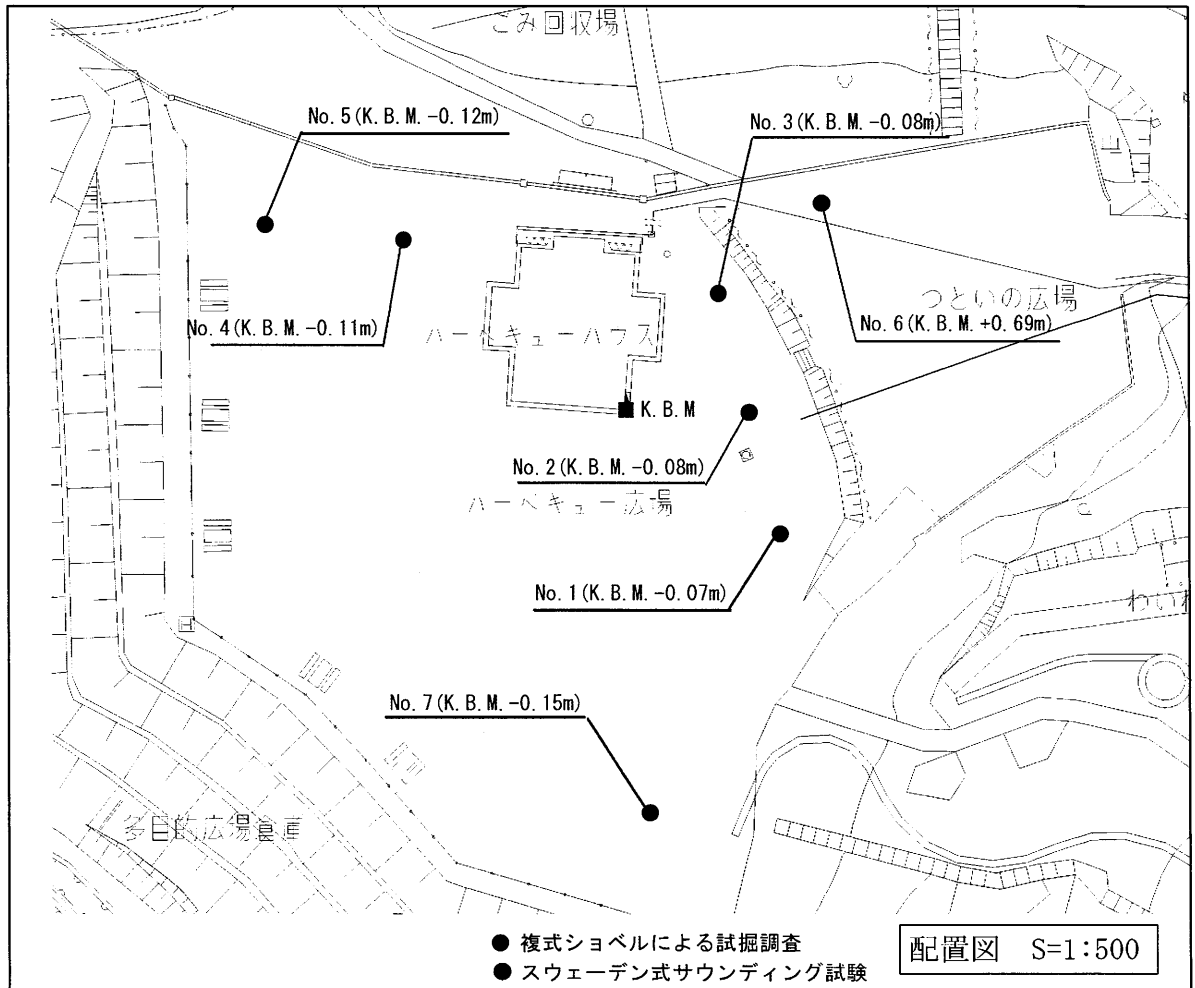 ごみ回収場
No. 5 (K. B. M. -0. 12m)
No. 3 (K. B. M. -0. 08m)
つどいの広場
No. 4 (K. B. M. -0. 11m)
バーベキューハウス
No. 6 (K. B. M. +0. 69m)
K. B. M
No. 2 (K. B. M. -0. 08m)
バーベキュー広場
No. 1 (K. B. M. -0. 07m)
No. 7 (K. B. M. -0. 15m)
多目的広場倉庫
● 複式ショベルによる試掘調査
● スウェーデン式サウンディング試験
配置図 S=1:500